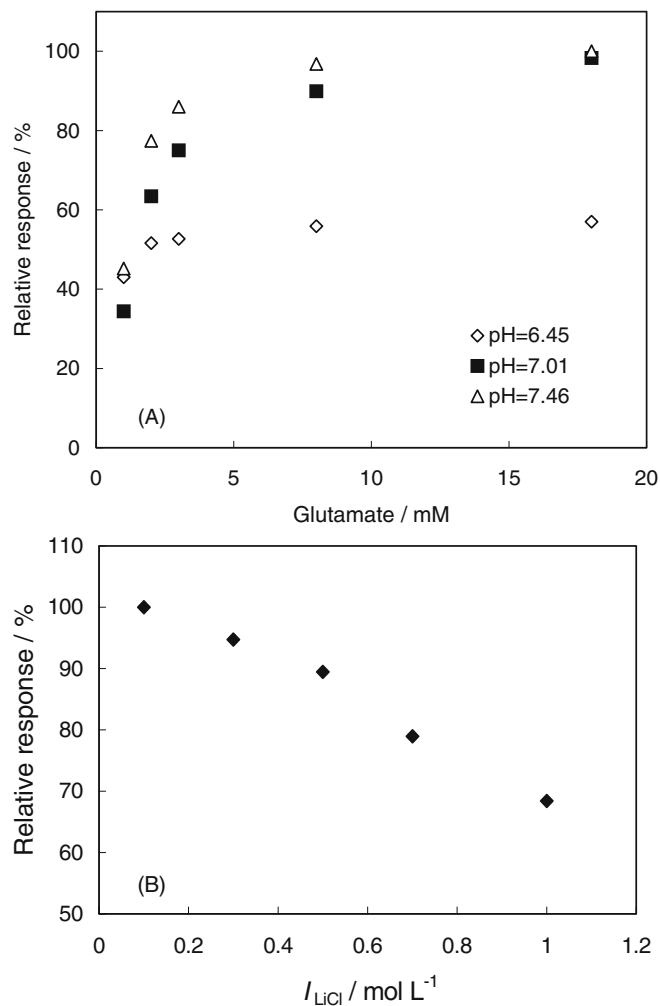 100
80
60
40
20
0
Relative response / %
(A)
pH=6.45
pH=7.01
pH=7.46
0 5 10 15 20
Glutamate / mM
110
100
90
80
70
60
50
Relative response / %
(B)
0 0.2 0.4 0.6 0.8 1 1.2
I LiCl / mol L-1